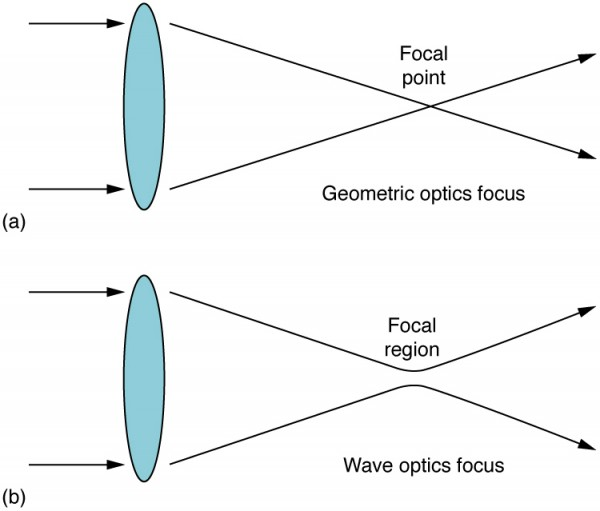 Focal
point
Geometric optics focus
(a)
Focal
region
Wave optics focus
(b)